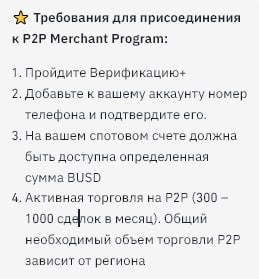 ⭐ Требования для присоединения
к P2P Merchant Program:
1. Пройдите Верификацию+
2. Добавьте к вашему аккаунту номер
телефона и подтвердите его.
3. На вашем спотовом счете должна
быть доступна определенная
сумма BUSD
4. Активная торговля на P2P (300 –
1000 сделок в месяц). Общий
необходимый объем торговли P2P
зависит от региона